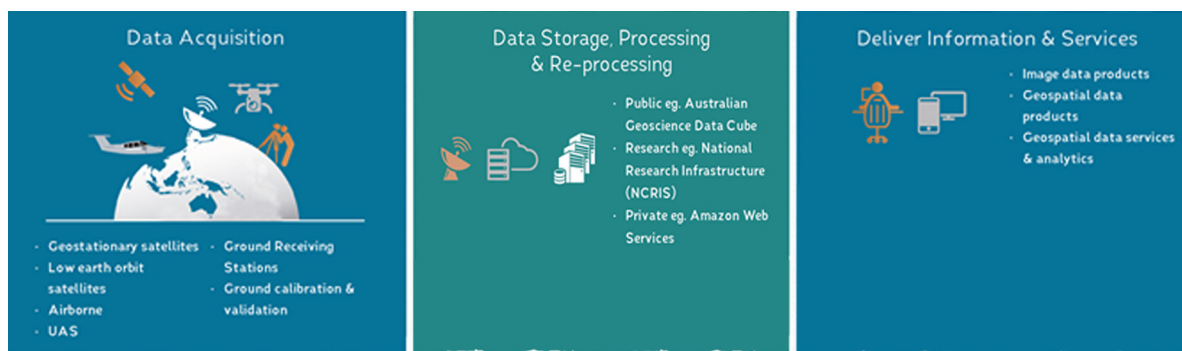 Data Acquisition
· Geostationary satellites
· Low earth orbit
satellites
· Airborne
· UAS
· Ground Receiving
Stations
· Ground calibration &
validation
Data Storage, Processing
& Re-processing
· Public eg. Australian
Geoscience Data Cube
· Research eg. National
Research Infrastructure
(NCRIS)
· Private eg. Amazon Web
Services
Deliver Information & Services
· Image data products
· Geospatial data
products
· Geospatial data services
& analytics